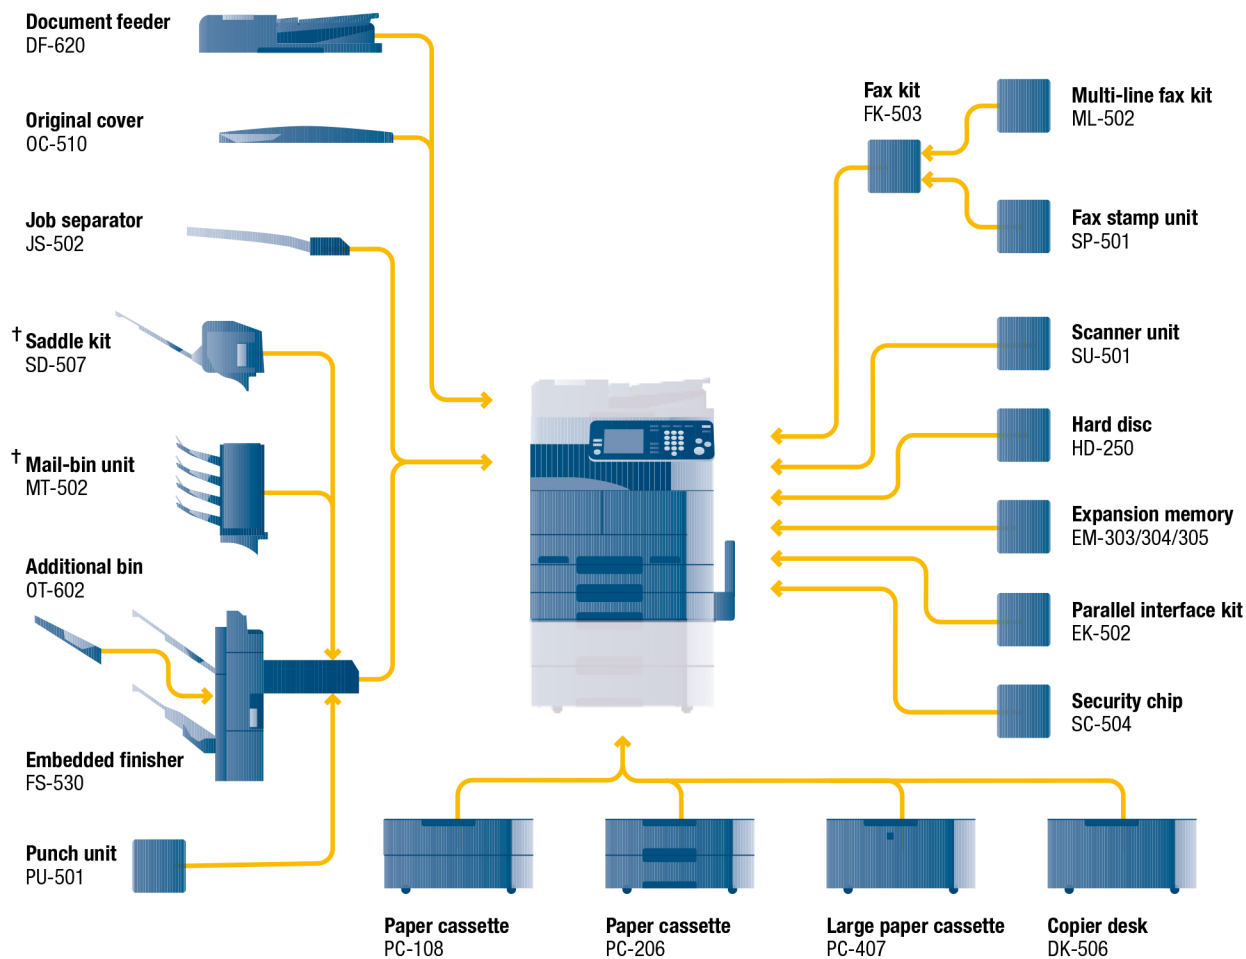 Document feeder
DF-620
Original cover
OC-510
Job separator
JS-502
† Saddle kit
SD-507
† Mail-bin unit
MT-502
Additional bin
OT-602
Embedded finisher
FS-530
Punch unit
PU-501
Fax kit
FK-503
Multi-line fax kit
ML-502
Fax stamp unit
SP-501
Scanner unit
SU-501
Hard disc
HD-250
Expansion memory
EM-303/304/305
Parallel interface kit
EK-502
Security chip
SC-504
Paper cassette
PC-108
Paper cassette
PC-206
Large paper cassette
PC-407
Copier desk
DK-506